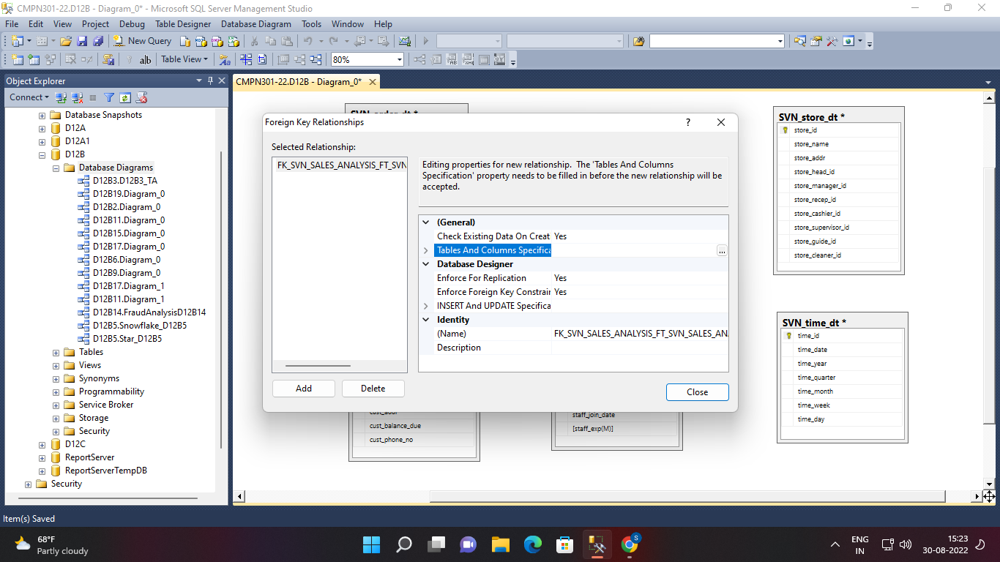 CMPN301-22.D12B - Diagram_0* - Microsoft SQL Server Management Studio
File Edit View Project Debug Table Designer Database Diagram Tools Window Help
New Query
ab| Table View 80%
Object Explorer
Connect
Database Snapshots
D12A
D12A1
D12B
Database Diagrams
D12B3.D12B3_TA
D12B19.Diagram_0
D12B2.Diagram_0
D12B11.Diagram_0
D12B15.Diagram_0
D12B17.Diagram_0
D12B6.Diagram_0
D12B9.Diagram_0
D12B17.Diagram_1
D12B11.Diagram_1
D12B14.FraudAnalysisD12B14
D12B5.Snowflake_D12B5
D12B5.Star_D12B5
Tables
Views
Synonyms
Programmability
Service Broker
Storage
Security
D12C
ReportServer
ReportServerTempDB
Security
CMPN301-22.D12B - Diagram_0*
Foreign Key Relationships ?
Selected Relationship:
FK_SVN_SALES_ANALYSIS_FT_SVN
Editing properties for new relationship. The 'Tables And Columns
Specification' property needs to be filled in before the new relationship will be
accepted.
(General)
Check Existing Data On Creat Yes
Tables And Columns Specifica ...
Database Designer
Enforce For Replication Yes
Enforce Foreign Key Constrain Yes
INSERT And UPDATE Specifica
Identity
(Name) FK_SVN_SALES_ANALYSIS_FT_SVN_SALES_AN
Description
Add Delete Close
SVN_store_dt *
store_id
store_name
store_addr
store_head_id
store_manager_id
store_recep_id
store_cashier_id
store_supervisor_id
store_guide_id
store_cleaner_id
SVN_time_dt *
time_id
time_date
time_year
time_quarter
time_month
time_week
time_day
cust_balance_due
cust_phone_no
staff_join_date
[staff_exp(M)]
Item(s) Saved
68°F
Partly cloudy
S
ENG
IN
15:23
30-08-2022